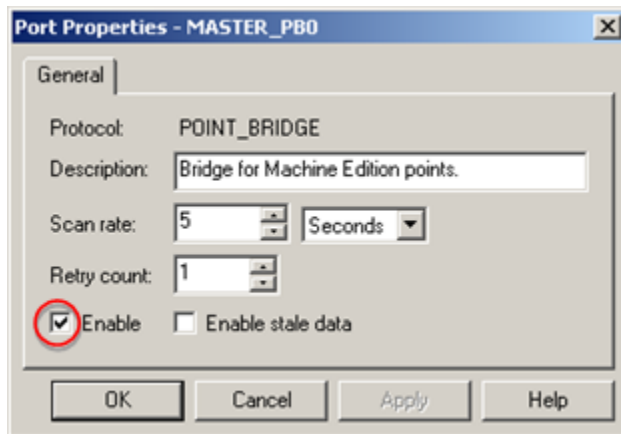 Port Properties - MASTER_PB0
General
Protocol: POINT_BRIDGE
Description: Bridge for Machine Edition points.
Scan rate: 5 Seconds
Retry count: 1
Enable Enable stale data
OK Cancel Apply Help